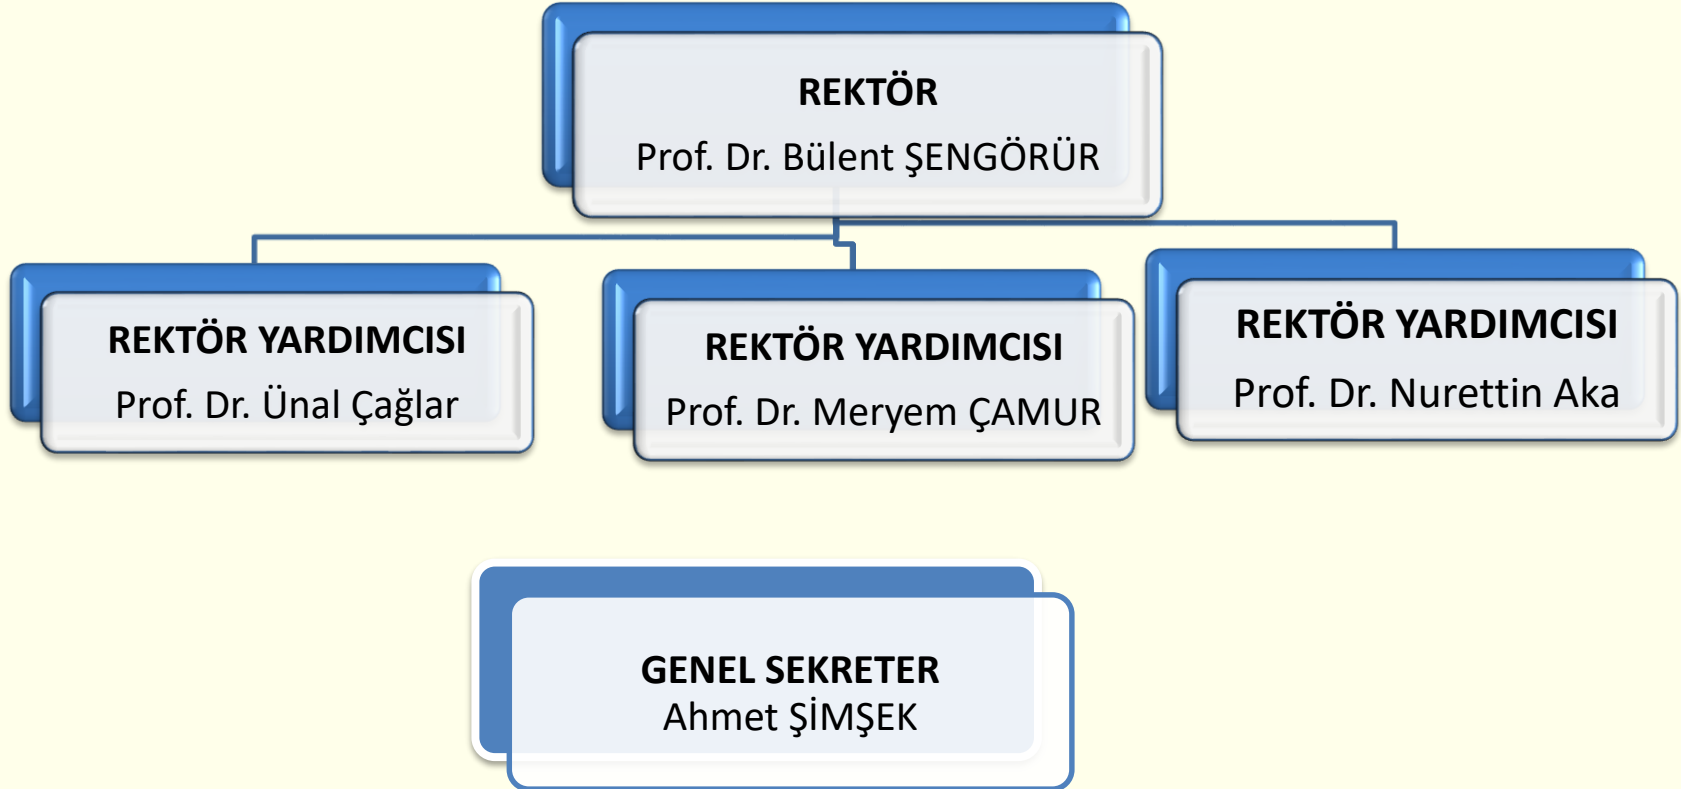 REKTÖR
Prof. Dr. Bülent ŞENGÖRÜR
REKTÖR YARDIMCISI
Prof. Dr. Ünal Çağlar
REKTÖR YARDIMCISI
Prof. Dr. Meryem ÇAMUR
REKTÖR YARDIMCISI
Prof. Dr. Nurettin Aka
GENEL SEKRETER
Ahmet ŞİMŞEK